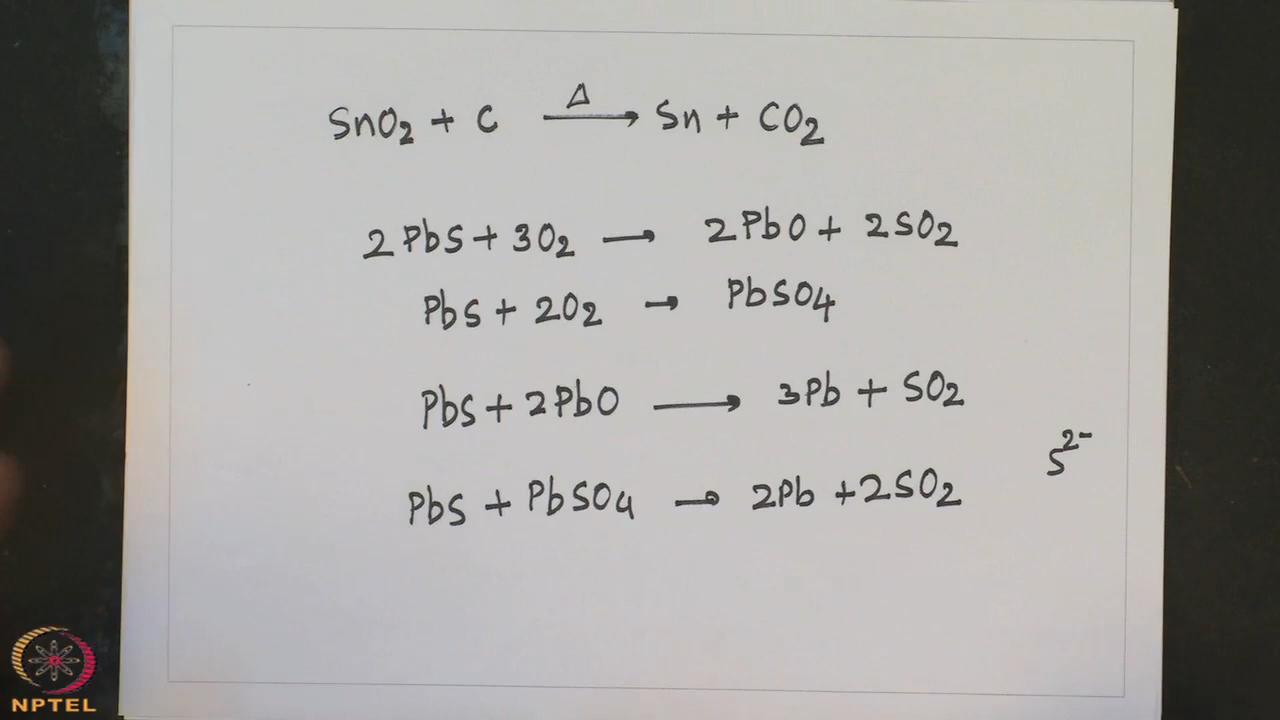 SnO₂ + C —Δ→ Sn + CO₂
2PbS + 3O₂ → 2PbO + 2SO₂
PbS + 2O₂ → PbSO₄
PbS + 2PbO → 3Pb + SO₂
S²⁻
PbS + PbSO₄ → 2Pb + 2SO₂
NPTEL